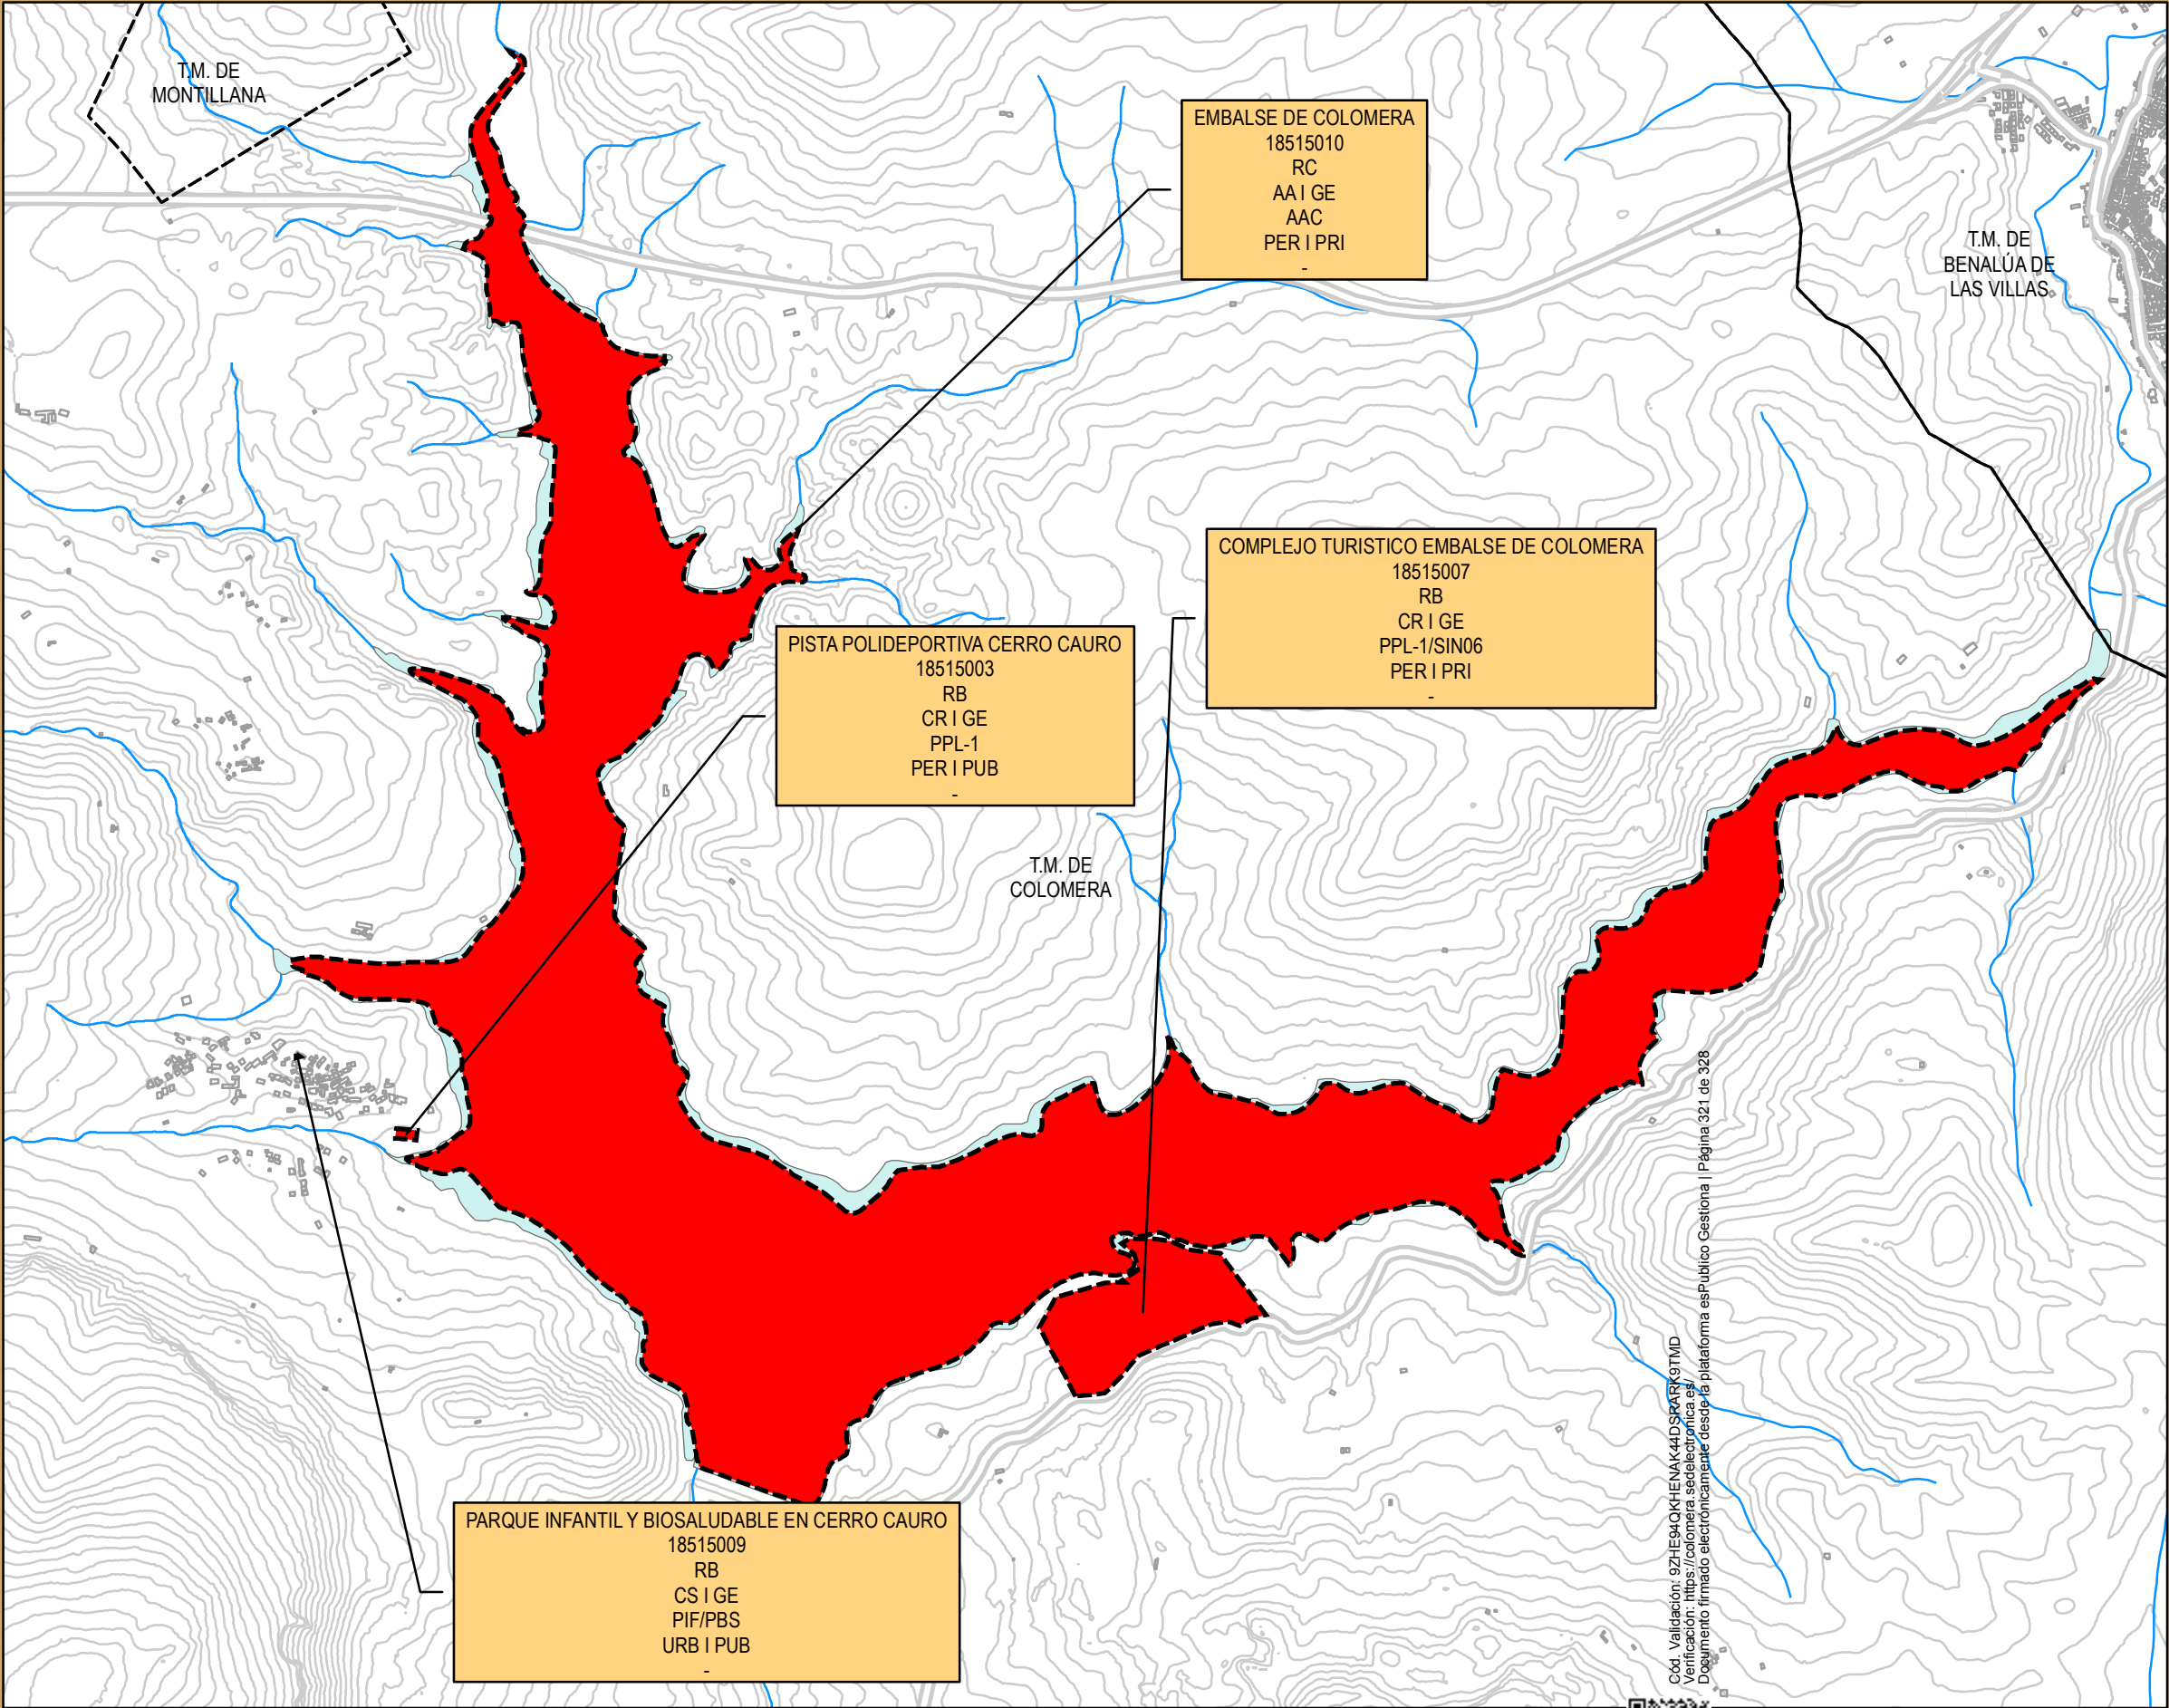 T.M. DE
MONTILLANA
EMBALSE DE COLOMERA
18515010
RC
AA I GE
AAC
PER I PRI
-
T.M. DE
BENALÚA DE
LAS VILLAS
COMPLEJO TURISTICO EMBALSE DE COLOMERA
18515007
RB
CR I GE
PPL-1/SIN06
PER I PRI
-
PISTA POLIDEPORTIVA CERRO CAURO
18515003
RB
CR I GE
PPL-1
PER I PUB
-
T.M. DE
COLOMERA
PARQUE INFANTIL Y BIOSALUDABLE EN CERRO CAURO
18515009
RB
CS I GE
PIF/PBS
URB I PUB
-
Cód. Validación: 9ZHE94QKHENAK44DSRARK9TMD
Verificación: https://colomera.sedelectronica.es/
Documento firmado electrónicamente desde la plataforma esPublico Gestiona | Página 321 de 328